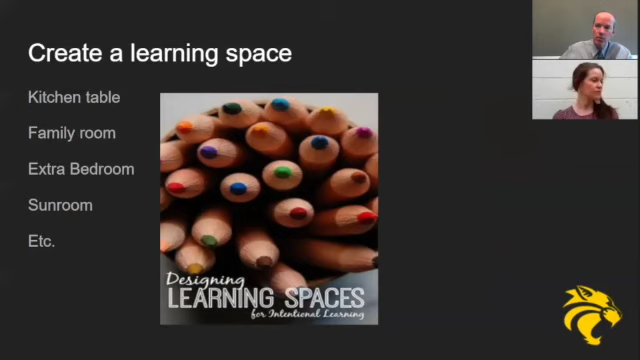 Create a learning space
Kitchen table
Family room
Extra Bedroom
Sunroom
Etc.
Designing
LEARNING SPACES
for Intentional Learning